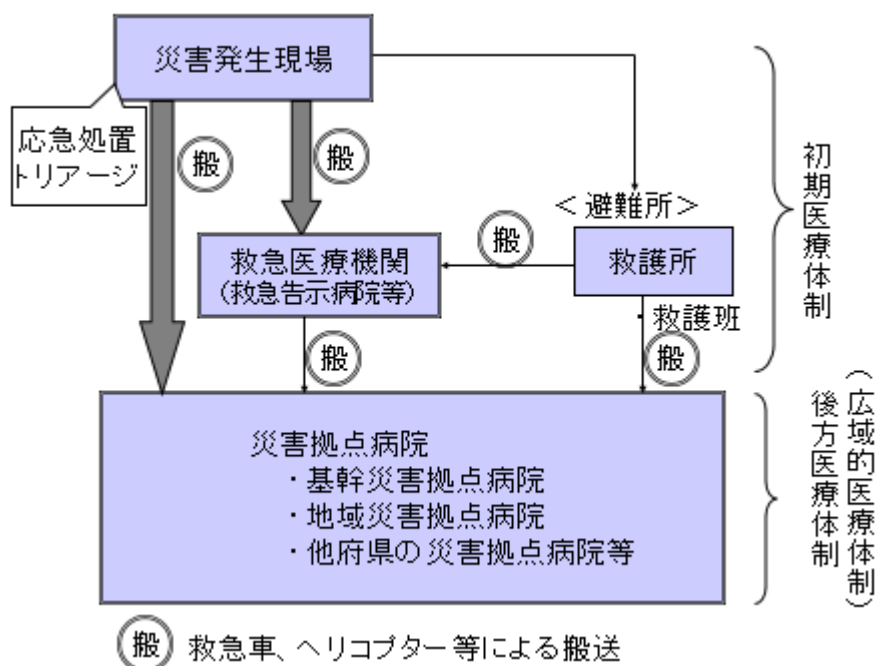 災害発生現場
応急処置
トリアージ
搬
搬
<避難所>
搬
救急医療機関
(救急告示病院等)
救護所
・救護班
搬
搬
初期医療体制
災害拠点病院
・基幹災害拠点病院
・地域災害拠点病院
・他府県の災害拠点病院等
後方医療体制
(広域的医療体制)
搬 救急車、ヘリコプター等による搬送